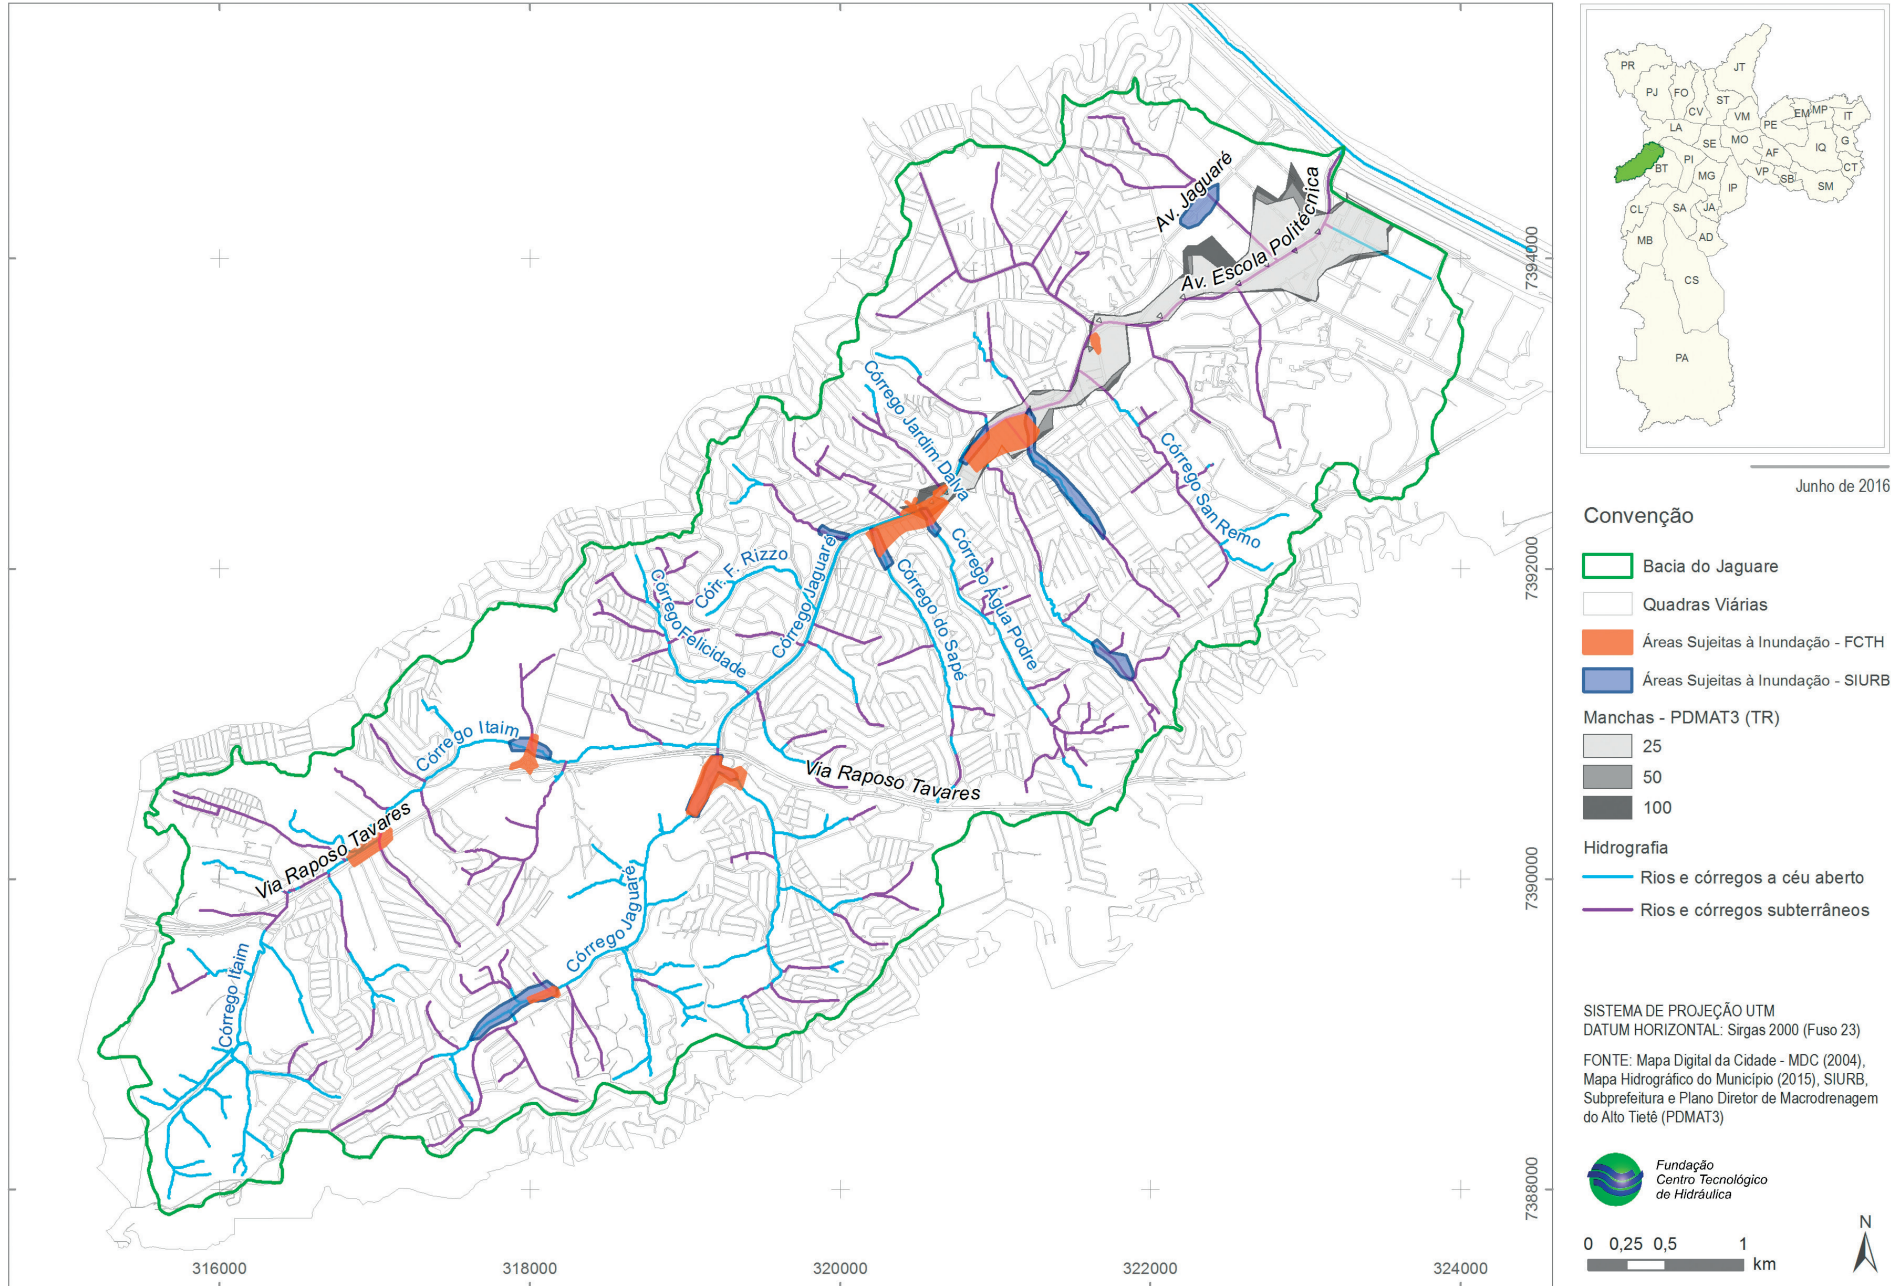 Av. Jaguaré
Av. Escola Politécnica
Córrego Jardim Dalva
Córrego San Remo
Córr. F. Rizzo
Córrego Jaguaré
Córrego Felicidade
Córrego do Sapé
Córrego Água Podre
Córrego Itaim
Via Raposo Tavares
Via Raposo Tavares
Córrego Jaguaré
Córrego Itaim
7394000
7392000
7390000
7388000
316000
318000
320000
322000
324000
PR
JT
PJ
FO
ST
CV
VM
EM
MP
IT
LA
PE
SE
MO
IQ
G
BT
PI
AF
CT
MG
VP
SB
IP
SM
CL
SA
JA
MB
AD
CS
PA
Junho de 2016
Convenção
Bacia do Jaguare
Quadras Viárias
Áreas Sujeitas à Inundação - FCTH
Áreas Sujeitas à Inundação - SIURB
Manchas - PDMAT3 (TR)
25
50
100
Hidrografia
Rios e córregos a céu aberto
Rios e córregos subterrâneos
SISTEMA DE PROJEÇÃO UTM
DATUM HORIZONTAL: Sirgas 2000 (Fuso 23)
FONTE: Mapa Digital da Cidade - MDC (2004),
Mapa Hidrográfico do Município (2015), SIURB,
Subprefeitura e Plano Diretor de Macrodrenagem
do Alto Tietê (PDMAT3)
Fundação
Centro Tecnológico
de Hidráulica
N
0 0,25 0,5 1
km